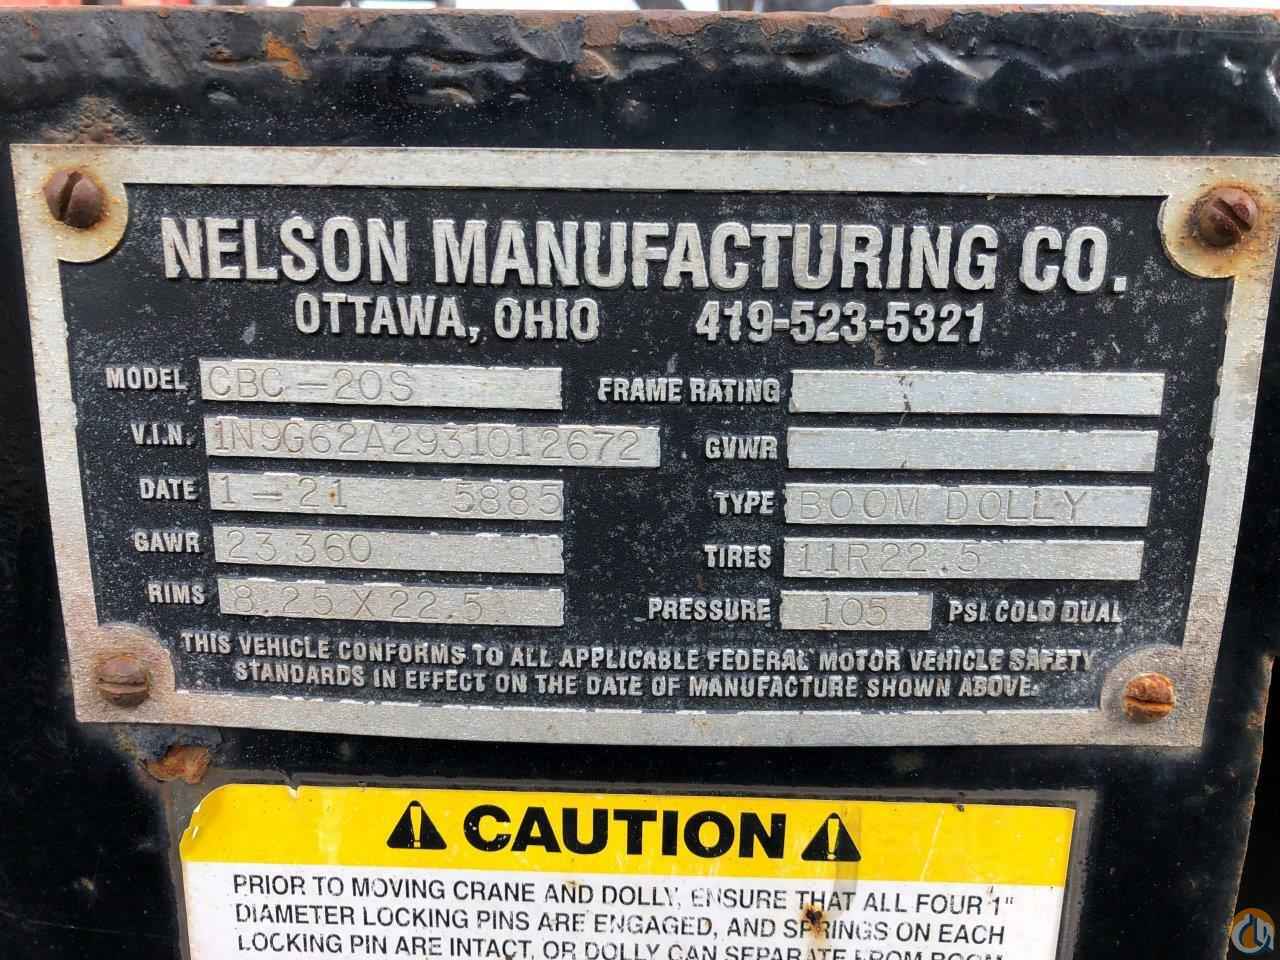 NELSON MANUFACTURING CO.
OTTAWA, OHIO 419-523-5321
MODEL CBC-20S FRAME RATING
V.I.N. 1N9G62A2931012672 GVWR
DATE 1-21 5885 TYPE BOOM DOLLY
GAWR 23360 TIRES 11R22.5
RIMS 8.25X22.5 PRESSURE 105 PSI COLD DUAL
THIS VEHICLE CONFORMS TO ALL APPLICABLE FEDERAL MOTOR VEHICLE SAFETY
STANDARDS IN EFFECT ON THE DATE OF MANUFACTURE SHOWN ABOVE.
CAUTION
PRIOR TO MOVING CRANE AND DOLLY, ENSURE THAT ALL FOUR 1"
DIAMETER LOCKING PINS ARE ENGAGED, AND SPRINGS ON EACH
LOCKING PIN ARE INTACT, OR DOLLY CAN SEPARATE FROM BOOM